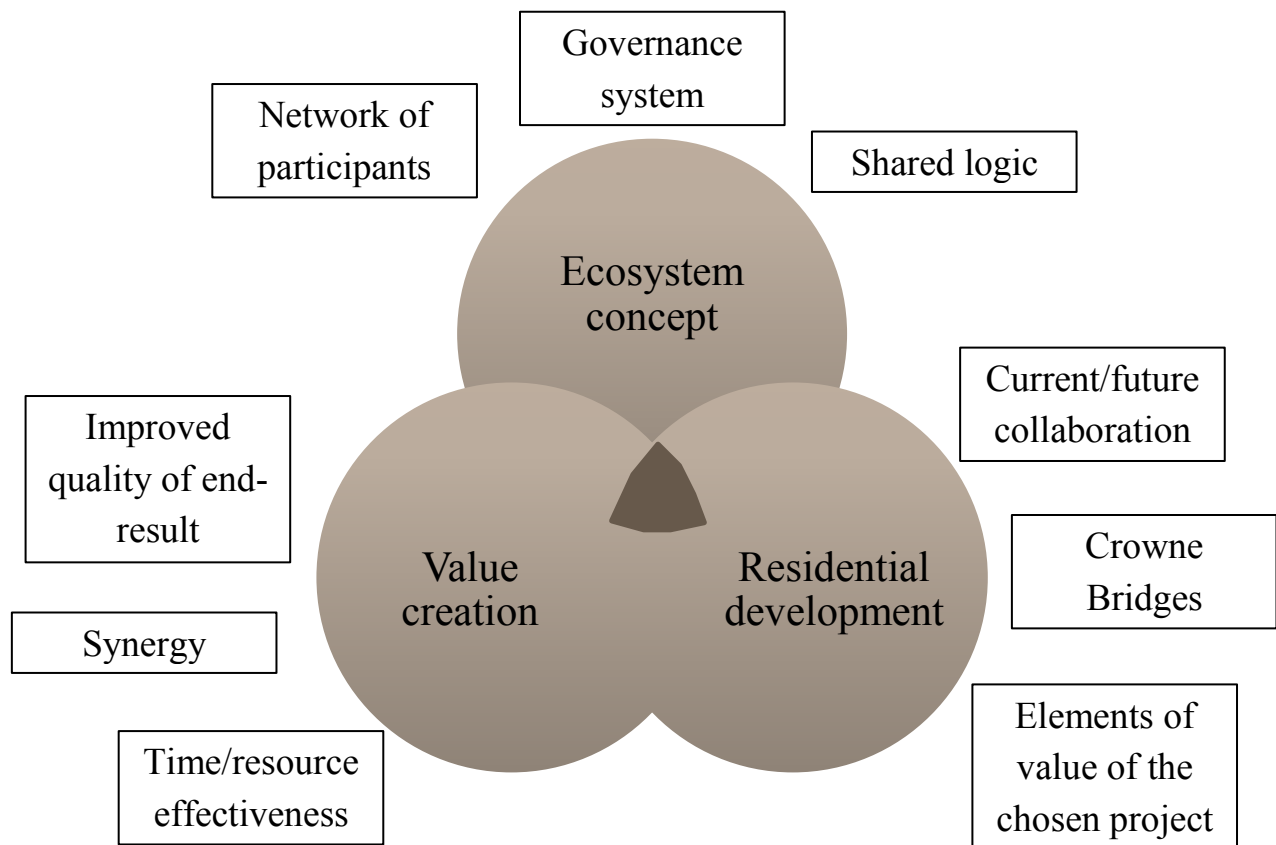 Governance
system
Network of
participants
Shared logic
Ecosystem
concept
Current/future
collaboration
Improved
quality of end-
result
Crowne
Bridges
Value
creation
Residential
development
Synergy
Elements of
value of the
chosen project
Time/resource
effectiveness